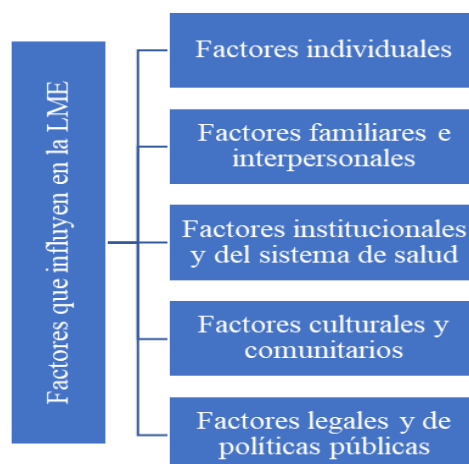 Factores que influyen en la LME
Factores individuales
Factores familiares e
interpersonales
Factores institucionales
y del sistema de salud
Factores culturales y
comunitarios
Factores legales y de
políticas públicas